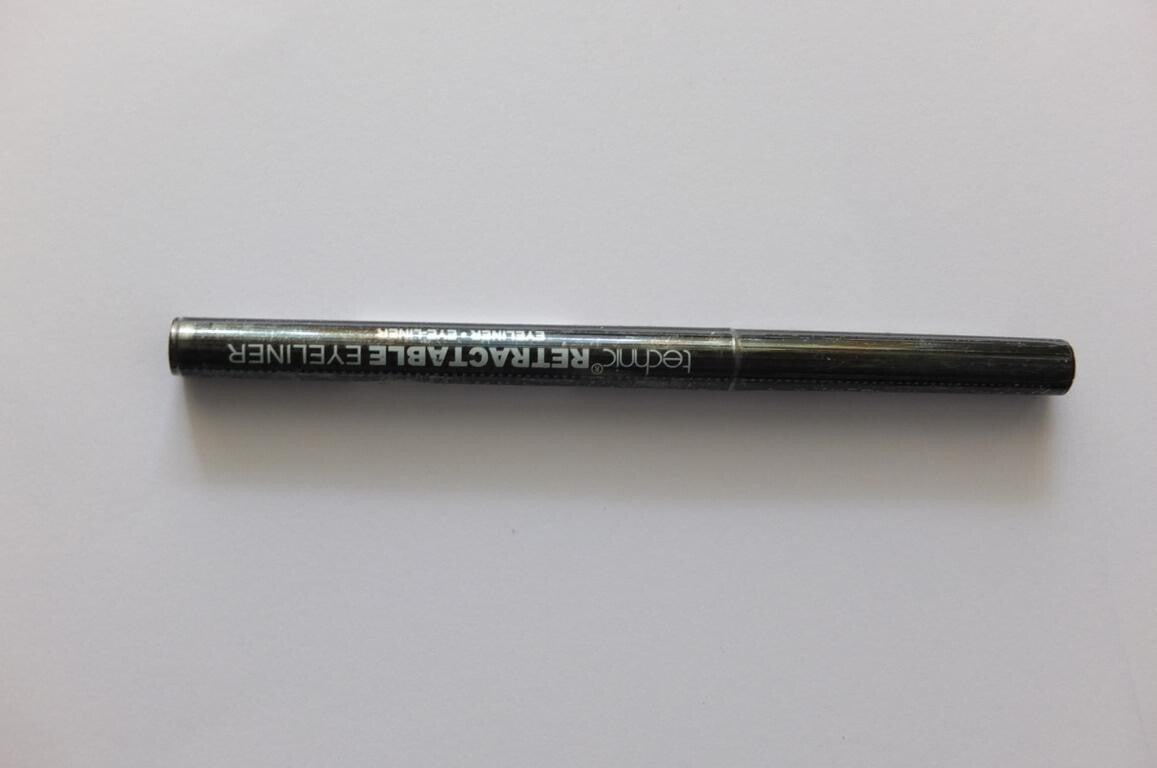 technic® RETRACTABLE EYELINER
EYELINER • EYE-LINER